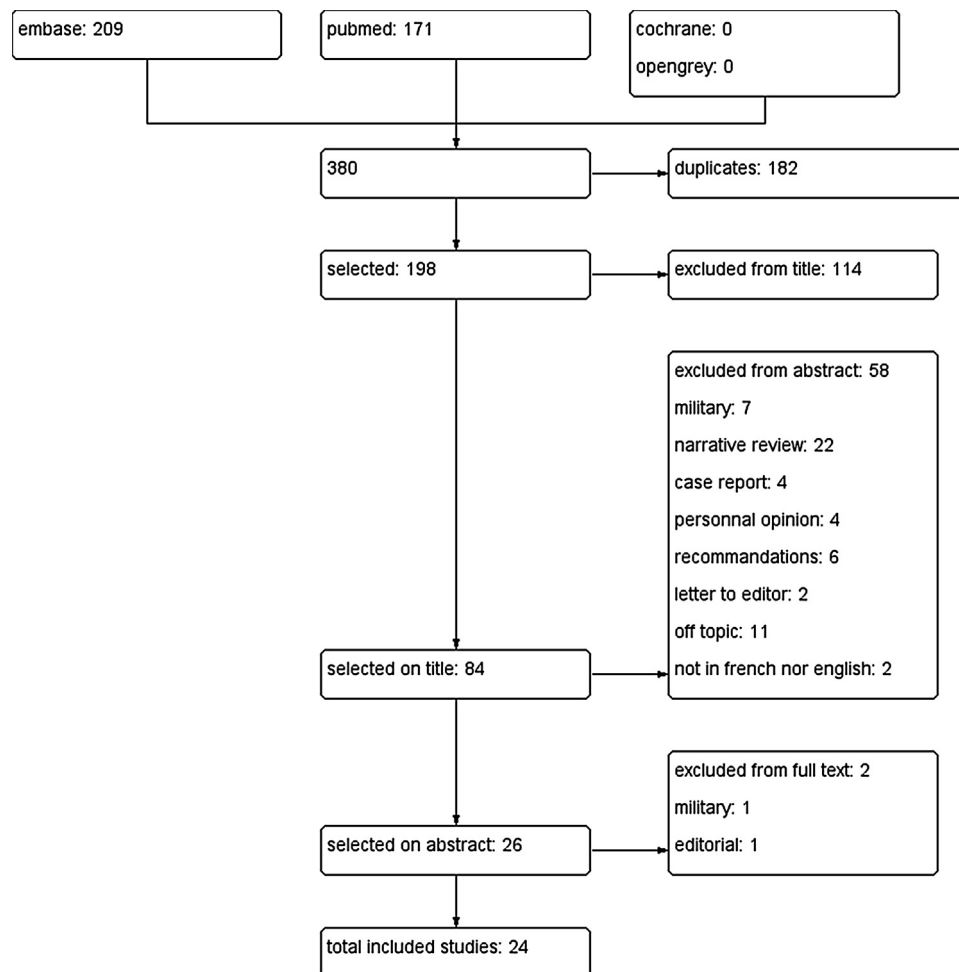 embase: 209
pubmed: 171
cochrane: 0
opengrey: 0
380
duplicates: 182
selected: 198
excluded from title: 114
excluded from abstract: 58
military: 7
narrative review: 22
case report: 4
personnal opinion: 4
recommandations: 6
letter to editor: 2
off topic: 11
not in french nor english: 2
selected on title: 84
excluded from full text: 2
military: 1
editorial: 1
selected on abstract: 26
total included studies: 24